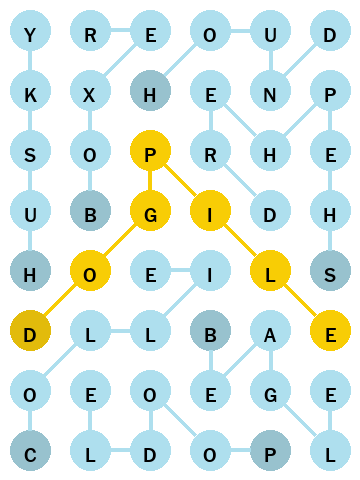 Y R E O U D
K X H E N P
S O P R H E
U B G I D H
H O E I L S
D L L B A E
O E O E G E
C L D O P L